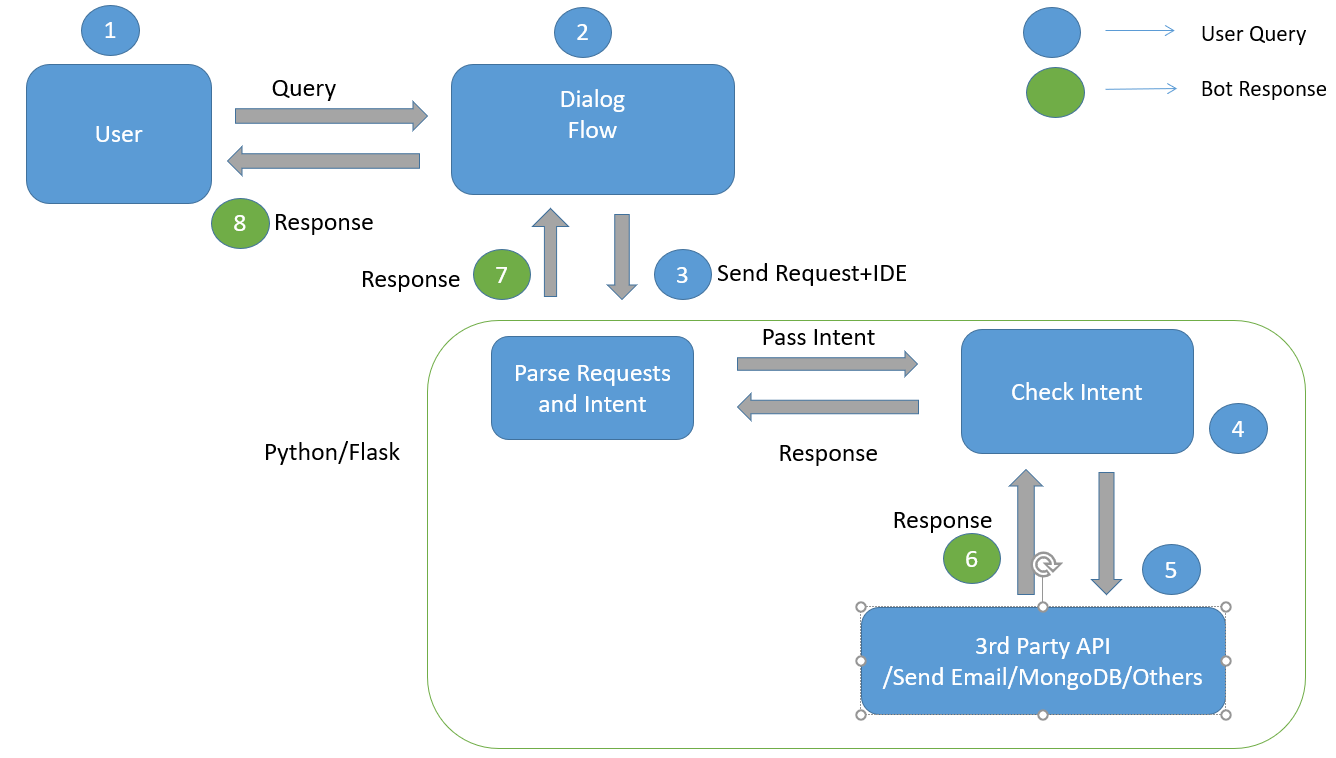 1
2
User Query
Bot Response
User
Query
Dialog
Flow
8
Response
Response
7
3
Send Request+IDE
Python/Flask
Parse Requests
and Intent
Pass Intent
Response
Check Intent
4
Response
6
5
3rd Party API
/Send Email/MongoDB/Others